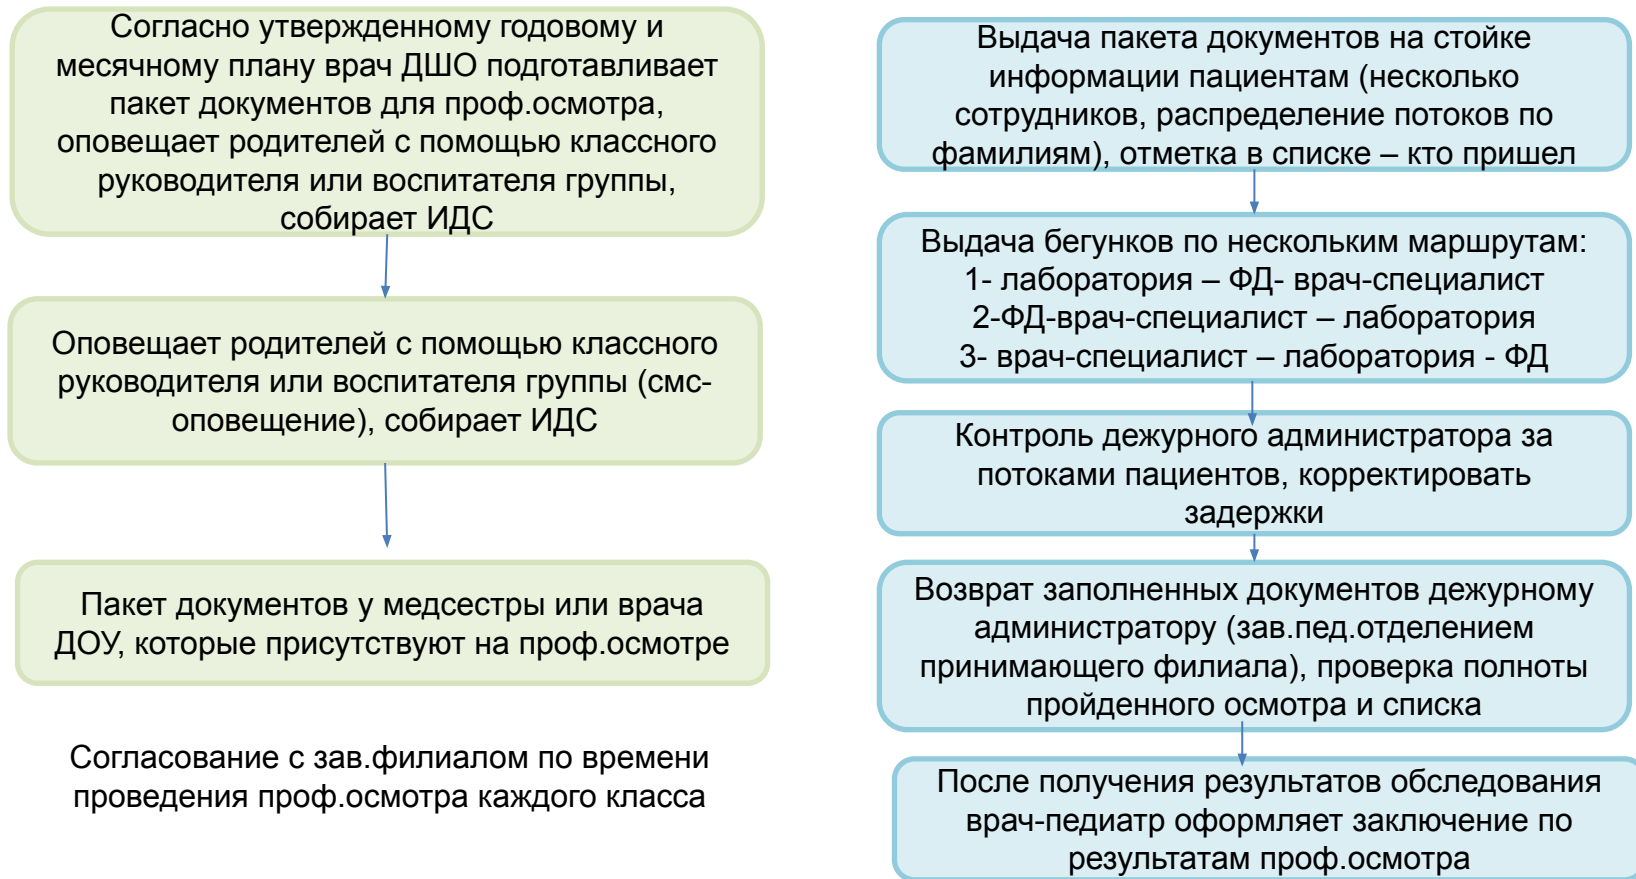 Согласно утвержденному годовому и
месячному плану врач ДШО подготавливает
пакет документов для проф.осмотра,
оповещает родителей с помощью классного
руководителя или воспитателя группы,
собирает ИДС
Оповещает родителей с помощью классного
руководителя или воспитателя группы (смс-
оповещение), собирает ИДС
Пакет документов у медсестры или врача
ДОУ, которые присутствуют на проф.осмотре
Согласование с зав.филиалом по времени
проведения проф.осмотра каждого класса
Выдача пакета документов на стойке
информации пациентам (несколько
сотрудников, распределение потоков по
фамилиям), отметка в списке – кто пришел
Выдача бегунков по нескольким маршрутам:
1- лаборатория – ФД- врач-специалист
2-ФД-врач-специалист – лаборатория
3- врач-специалист – лаборатория - ФД
Контроль дежурного администратора за
потоками пациентов, корректировать
задержки
Возврат заполненных документов дежурному
администратору (зав.пед.отделением
принимающего филиала), проверка полноты
пройденного осмотра и списка
После получения результатов обследования
врач-педиатр оформляет заключение по
результатам проф.осмотра